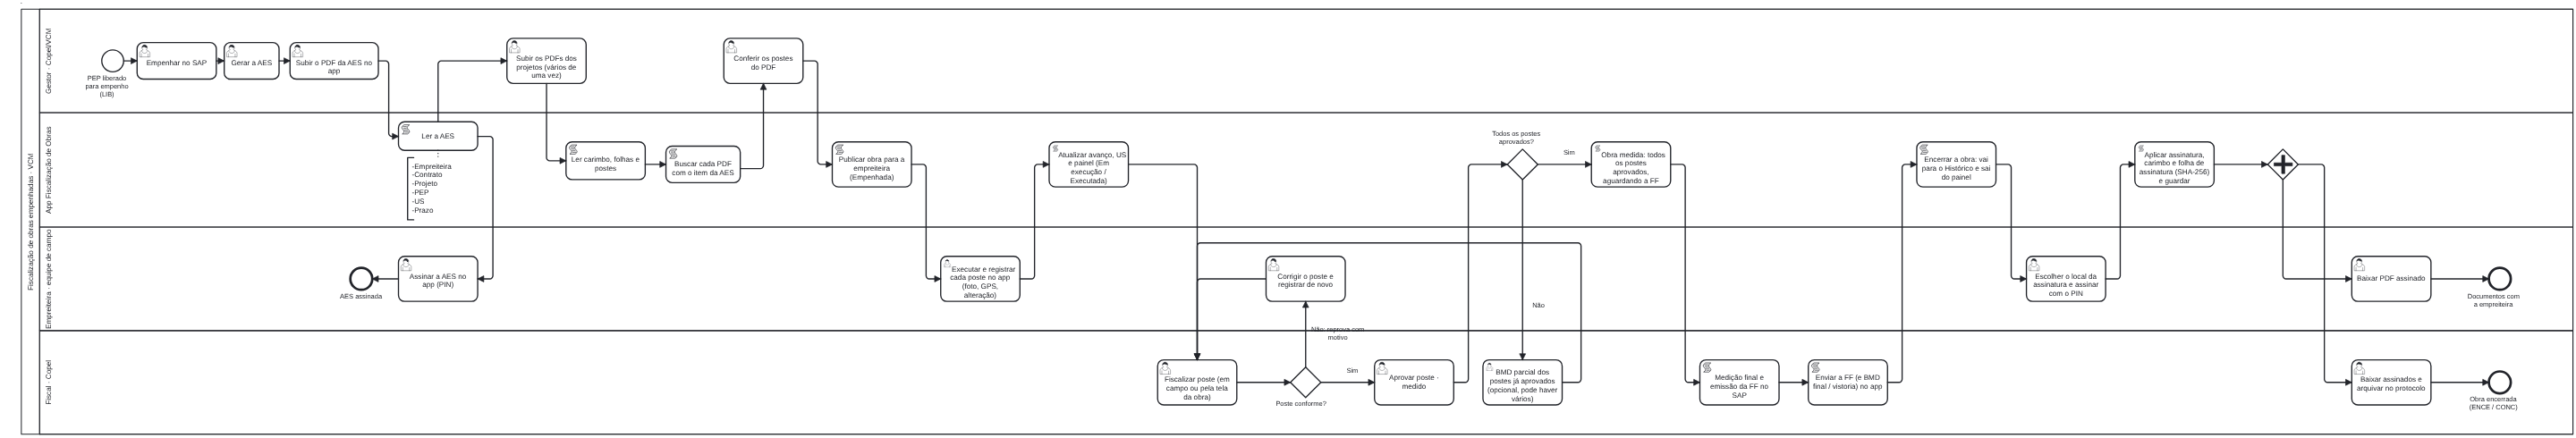 Fiscalização de obras empenhadas - VCM
Gestor - Copel/VCM
PEP liberado
para empenho
(LIB)
Empenhar no SAP
Gerar a AES
Subir o PDF da AES no
app
Subir os PDFs dos
projetos (vários de
uma vez)
Conferir os postes
do PDF
App Fiscalização de Obras
Ler a AES
-Empreiteira
-Contrato
-Projeto
-PEP
-US
-Prazo
Ler carimbo, folhas e
postes
Buscar cada PDF
com o item da AES
Publicar obra para a
empreiteira
(Empenhada)
Atualizar avanço, US
e painel (Em
execução /
Executada)
Todos os postes
aprovados?
Sim
Não
Obra medida: todos
os postes
aprovados,
aguardando a FF
Encerrar a obra: vai
para o Histórico e sai
do painel
Aplicar assinatura,
carimbo e folha de
assinatura (SHA-256)
e guardar
Empreiteira - equipe de campo
AES assinada
Assinar a AES no
app (PIN)
Executar e registrar
cada poste no app
(foto, GPS,
alteração)
Corrigir o poste e
registrar de novo
Não: reprova com
motivo
Escolher o local da
assinatura e assinar
com o PIN
Baixar PDF assinado
Documentos com
a empreiteira
Fiscal - Copel
Fiscalizar poste (em
campo ou pela tela
da obra)
Poste conforme?
Sim
Aprovar poste -
medido
BMD parcial dos
postes já aprovados
(opcional, pode haver
vários)
Medição final e
emissão da FF no
SAP
Enviar a FF (e BMD
final / vistoria) no app
Baixar assinados e
arquivar no protocolo
Obra encerrada
(ENCE / CONC)